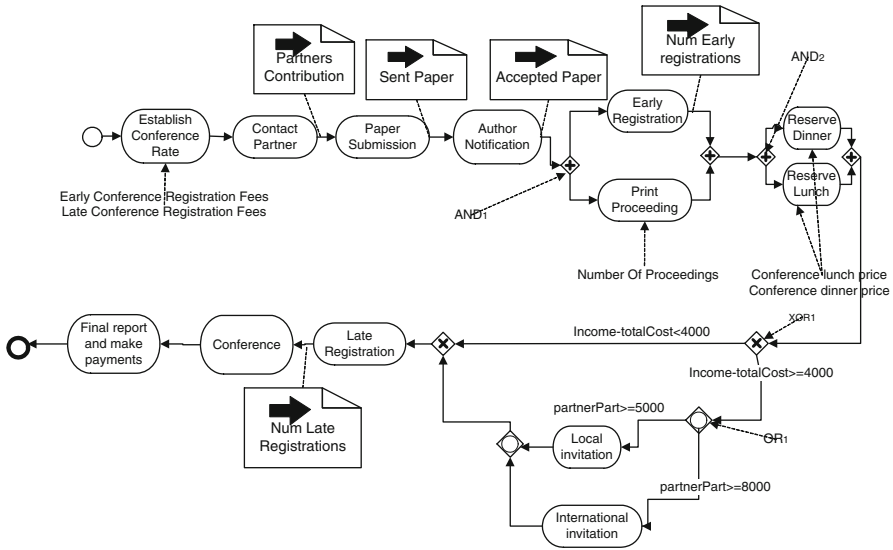 Partners
Contribution
Sent Paper
Accepted Paper
Num Early
registrations
AND2
Establish
Conference
Rate
Contact
Partner
Paper
Submission
Author
Notification
Early
Registration
Reserve
Dinner
Reserve
Lunch
Print
Proceeding
Early Conference Registration Fees
Late Conference Registration Fees
AND1
Number Of Proceedings
Conference lunch price
Conference dinner price
XOR1
Income-totalCost<4000
Final report
and make
payments
Conference
Late
Registration
Income-totalCost>=4000
Num Late
Registrations
partnerPart>=5000
OR1
Local
invitation
partnerPart>=8000
International
invitation